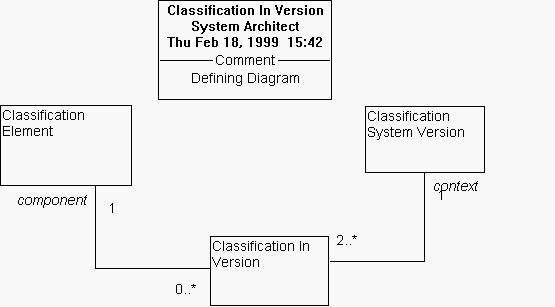 Classification In Version
System Architect
Thu Feb 18, 1999 15:42
Comment
Defining Diagram
Classification
Element
Classification
System Version
component
1
context
1
Classification In
Version
2..*
0..*